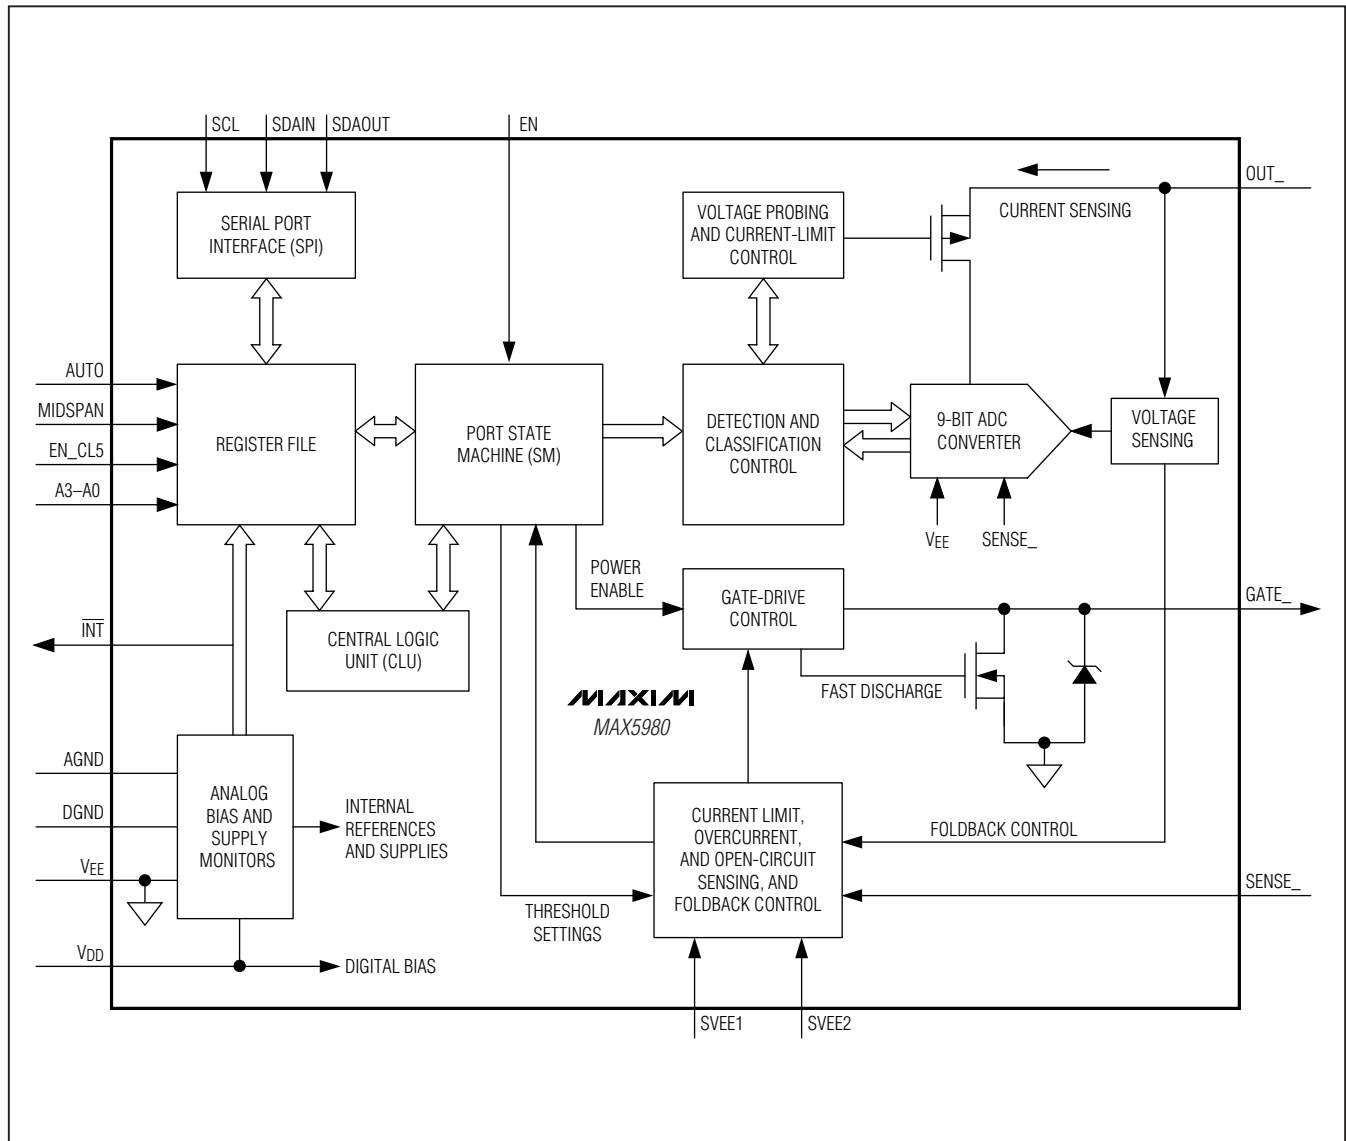 SCL
SDAIN
SDAOUT
EN
SERIAL PORT
INTERFACE (SPI)
VOLTAGE PROBING
AND CURRENT-LIMIT
CONTROL
CURRENT SENSING
OUT_
AUTO
MIDSPAN
EN_CL5
A3–A0
REGISTER FILE
PORT STATE
MACHINE (SM)
DETECTION AND
CLASSIFICATION
CONTROL
9-BIT ADC
CONVERTER
VOLTAGE
SENSING
VEE
SENSE_
POWER
ENABLE
GATE-DRIVE
CONTROL
GATE_
INT
CENTRAL LOGIC
UNIT (CLU)
FAST DISCHARGE
MAXIM
MAX5980
AGND
DGND
VEE
VDD
ANALOG
BIAS AND
SUPPLY
MONITORS
INTERNAL
REFERENCES
AND SUPPLIES
DIGITAL BIAS
THRESHOLD
SETTINGS
CURRENT LIMIT,
OVERCURRENT,
AND OPEN-CIRCUIT
SENSING, AND
FOLDBACK CONTROL
FOLDBACK CONTROL
SENSE_
SVEE1
SVEE2